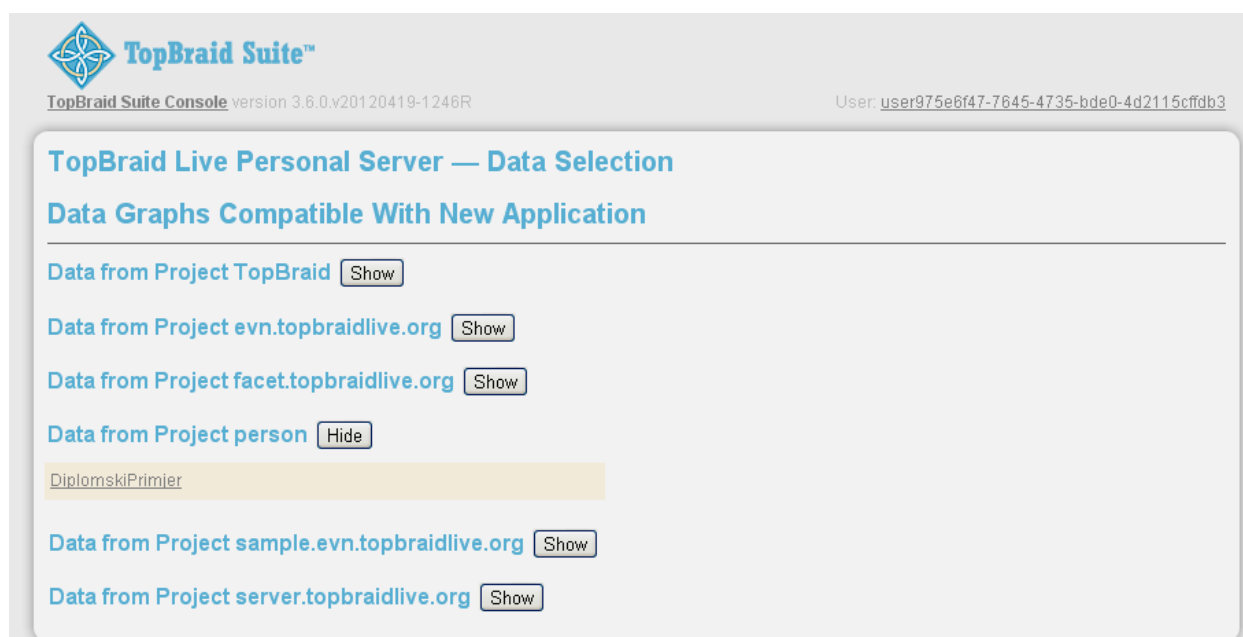 TopBraid Suite™
TopBraid Suite Console version 3.6.0.v20120419-1246R User: user975e6f47-7645-4735-bde0-4d2115cffdb3
TopBraid Live Personal Server — Data Selection
Data Graphs Compatible With New Application
Data from Project TopBraid Show
Data from Project evn.topbraidlive.org Show
Data from Project facet.topbraidlive.org Show
Data from Project person Hide
DiplomskiPrimjer
Data from Project sample.evn.topbraidlive.org Show
Data from Project server.topbraidlive.org Show